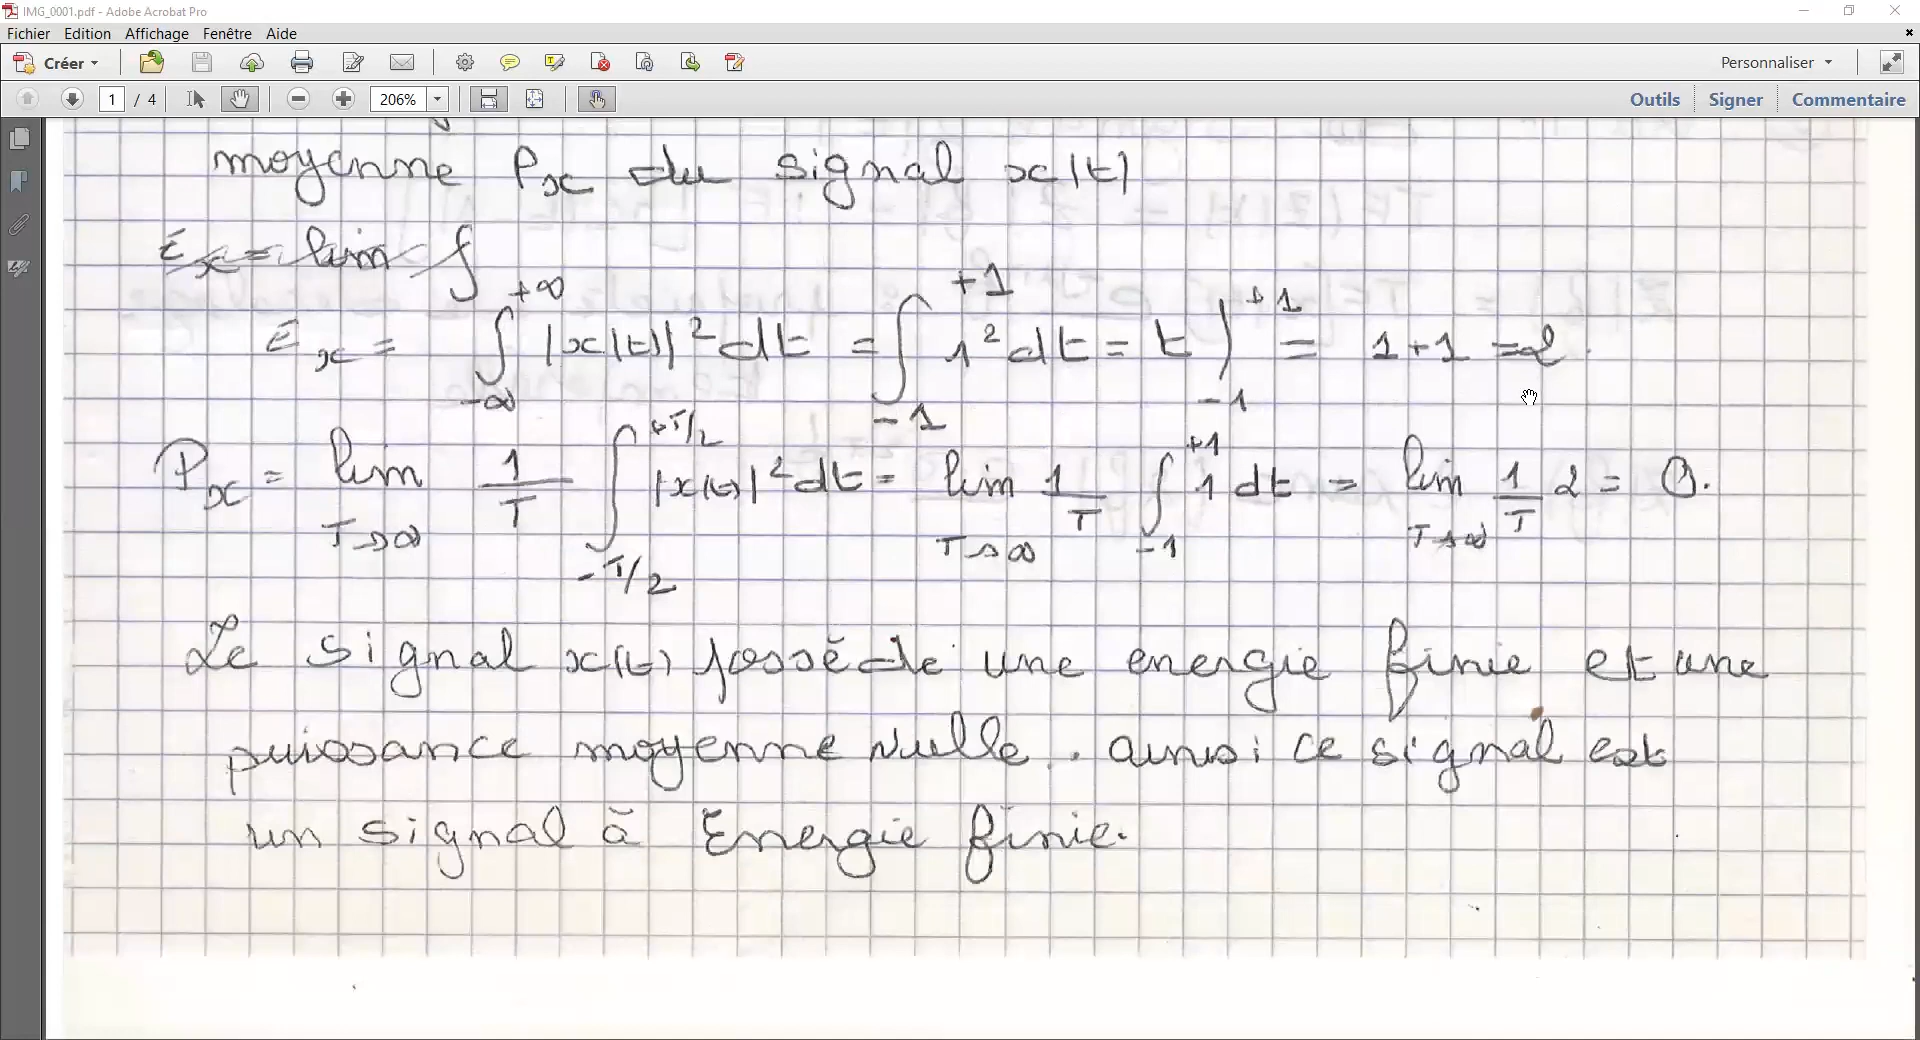 IMG_0001.pdf - Adobe Acrobat Pro
Fichier Edition Affichage Fenêtre Aide
Créer Personnaliser
1 / 4 206% Outils Signer Commentaire
moyenne Px du signal x(t)
Ex = lim ∫
Ex = ∫_{-∞}^{+∞} |x(t)|² dt = ∫_{-1}^{+1} 1² dt = t)_{-1}^{+1} = 1+1 = 2.
Px = lim_{T→∞} 1/T ∫_{-T/2}^{+T/2} |x(t)|² dt = lim_{T→∞} 1/T ∫_{-1}^{+1} 1 dt = lim_{T→∞} 1/T 2 = 0.
Le signal x(t) possède une energie finie et une
puissance moyenne nulle. ainsi ce signal est
un signal à Energie finie.